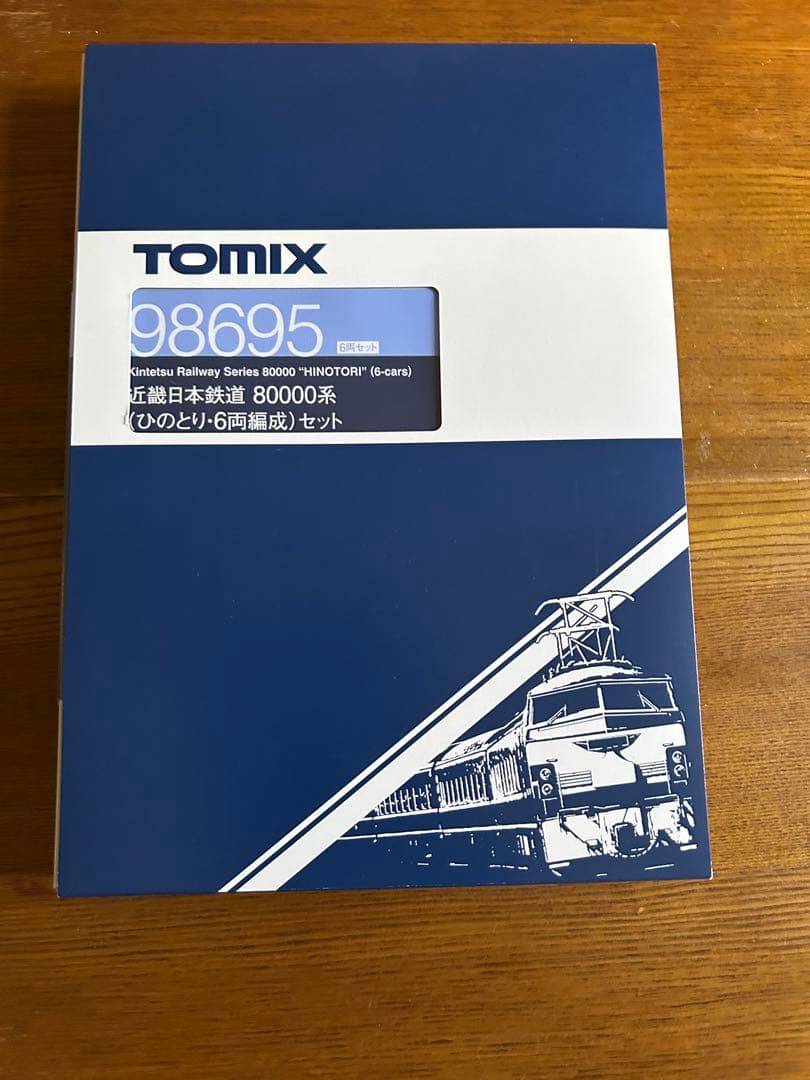 TOMIX
98695 6両セット
Kintetsu Railway Series 80000 “HINOTORI” (6-cars)
近畿日本鉄道 80000系
(ひのとり・6両編成)セット